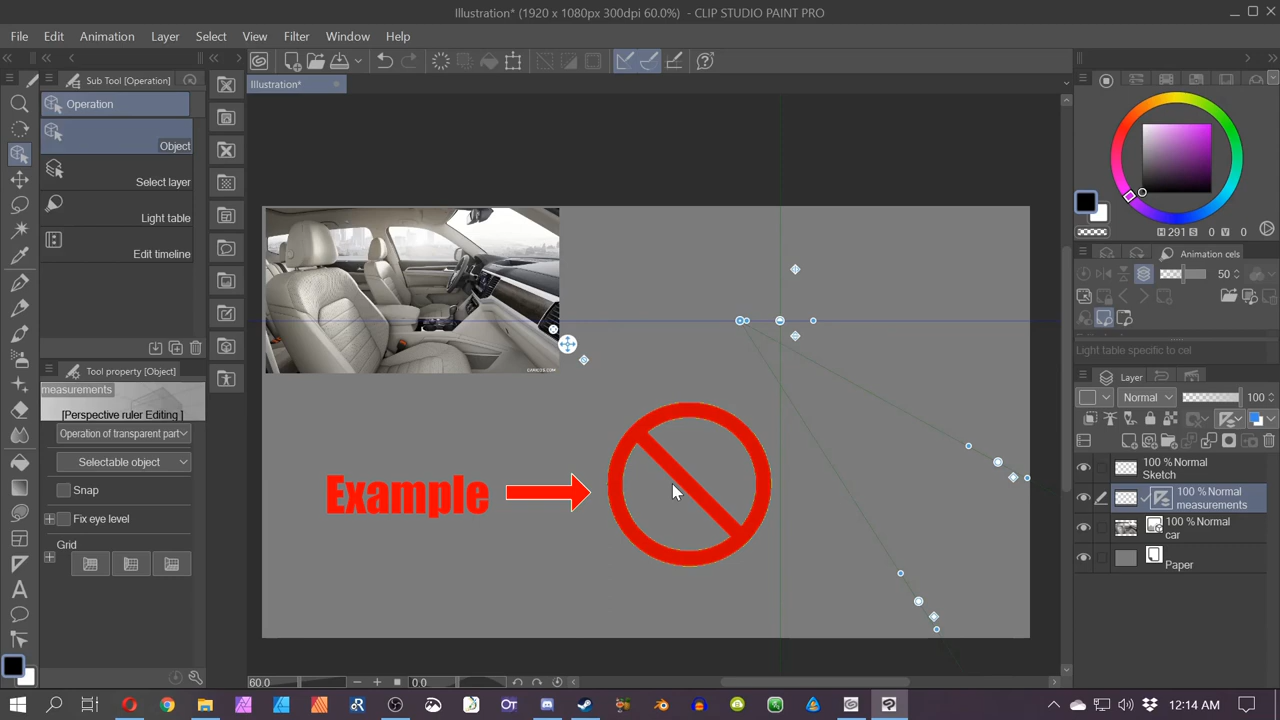 Illustration* (1920 x 1080px 300dpi 60.0%) - CLIP STUDIO PAINT PRO
File Edit Animation Layer Select View Filter Window Help
Sub Tool [Operation]
Illustration*
Operation
Object
Select layer
Light table
Edit timeline
H 291 S 0 V 0
Animation cels
50
Light table specific to cel
Tool property [Object]
measurements
[Perspective ruler Editing ]
Operation of transparent part
Selectable object
Snap
Fix eye level
Grid
Layer
Normal 100
100 % Normal
Sketch
100 % Normal
measurements
100 % Normal
car
Paper
Example
60.0
0.0
12:14 AM